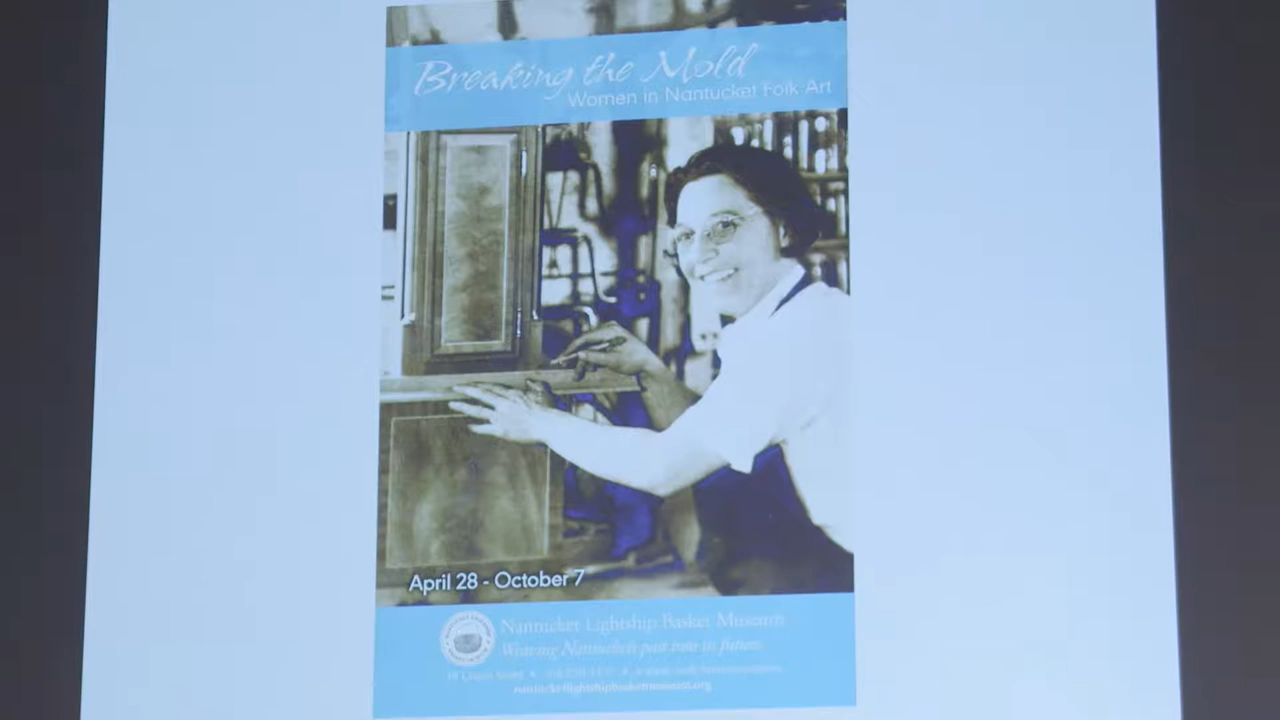 Breaking the Mold
Women in Nantucket Folk Art
April 28 - October 7
Nantucket Lightship Basket Museum
Weaving Nantucket's past into its future
nantucketlightshipbasketmuseum.org